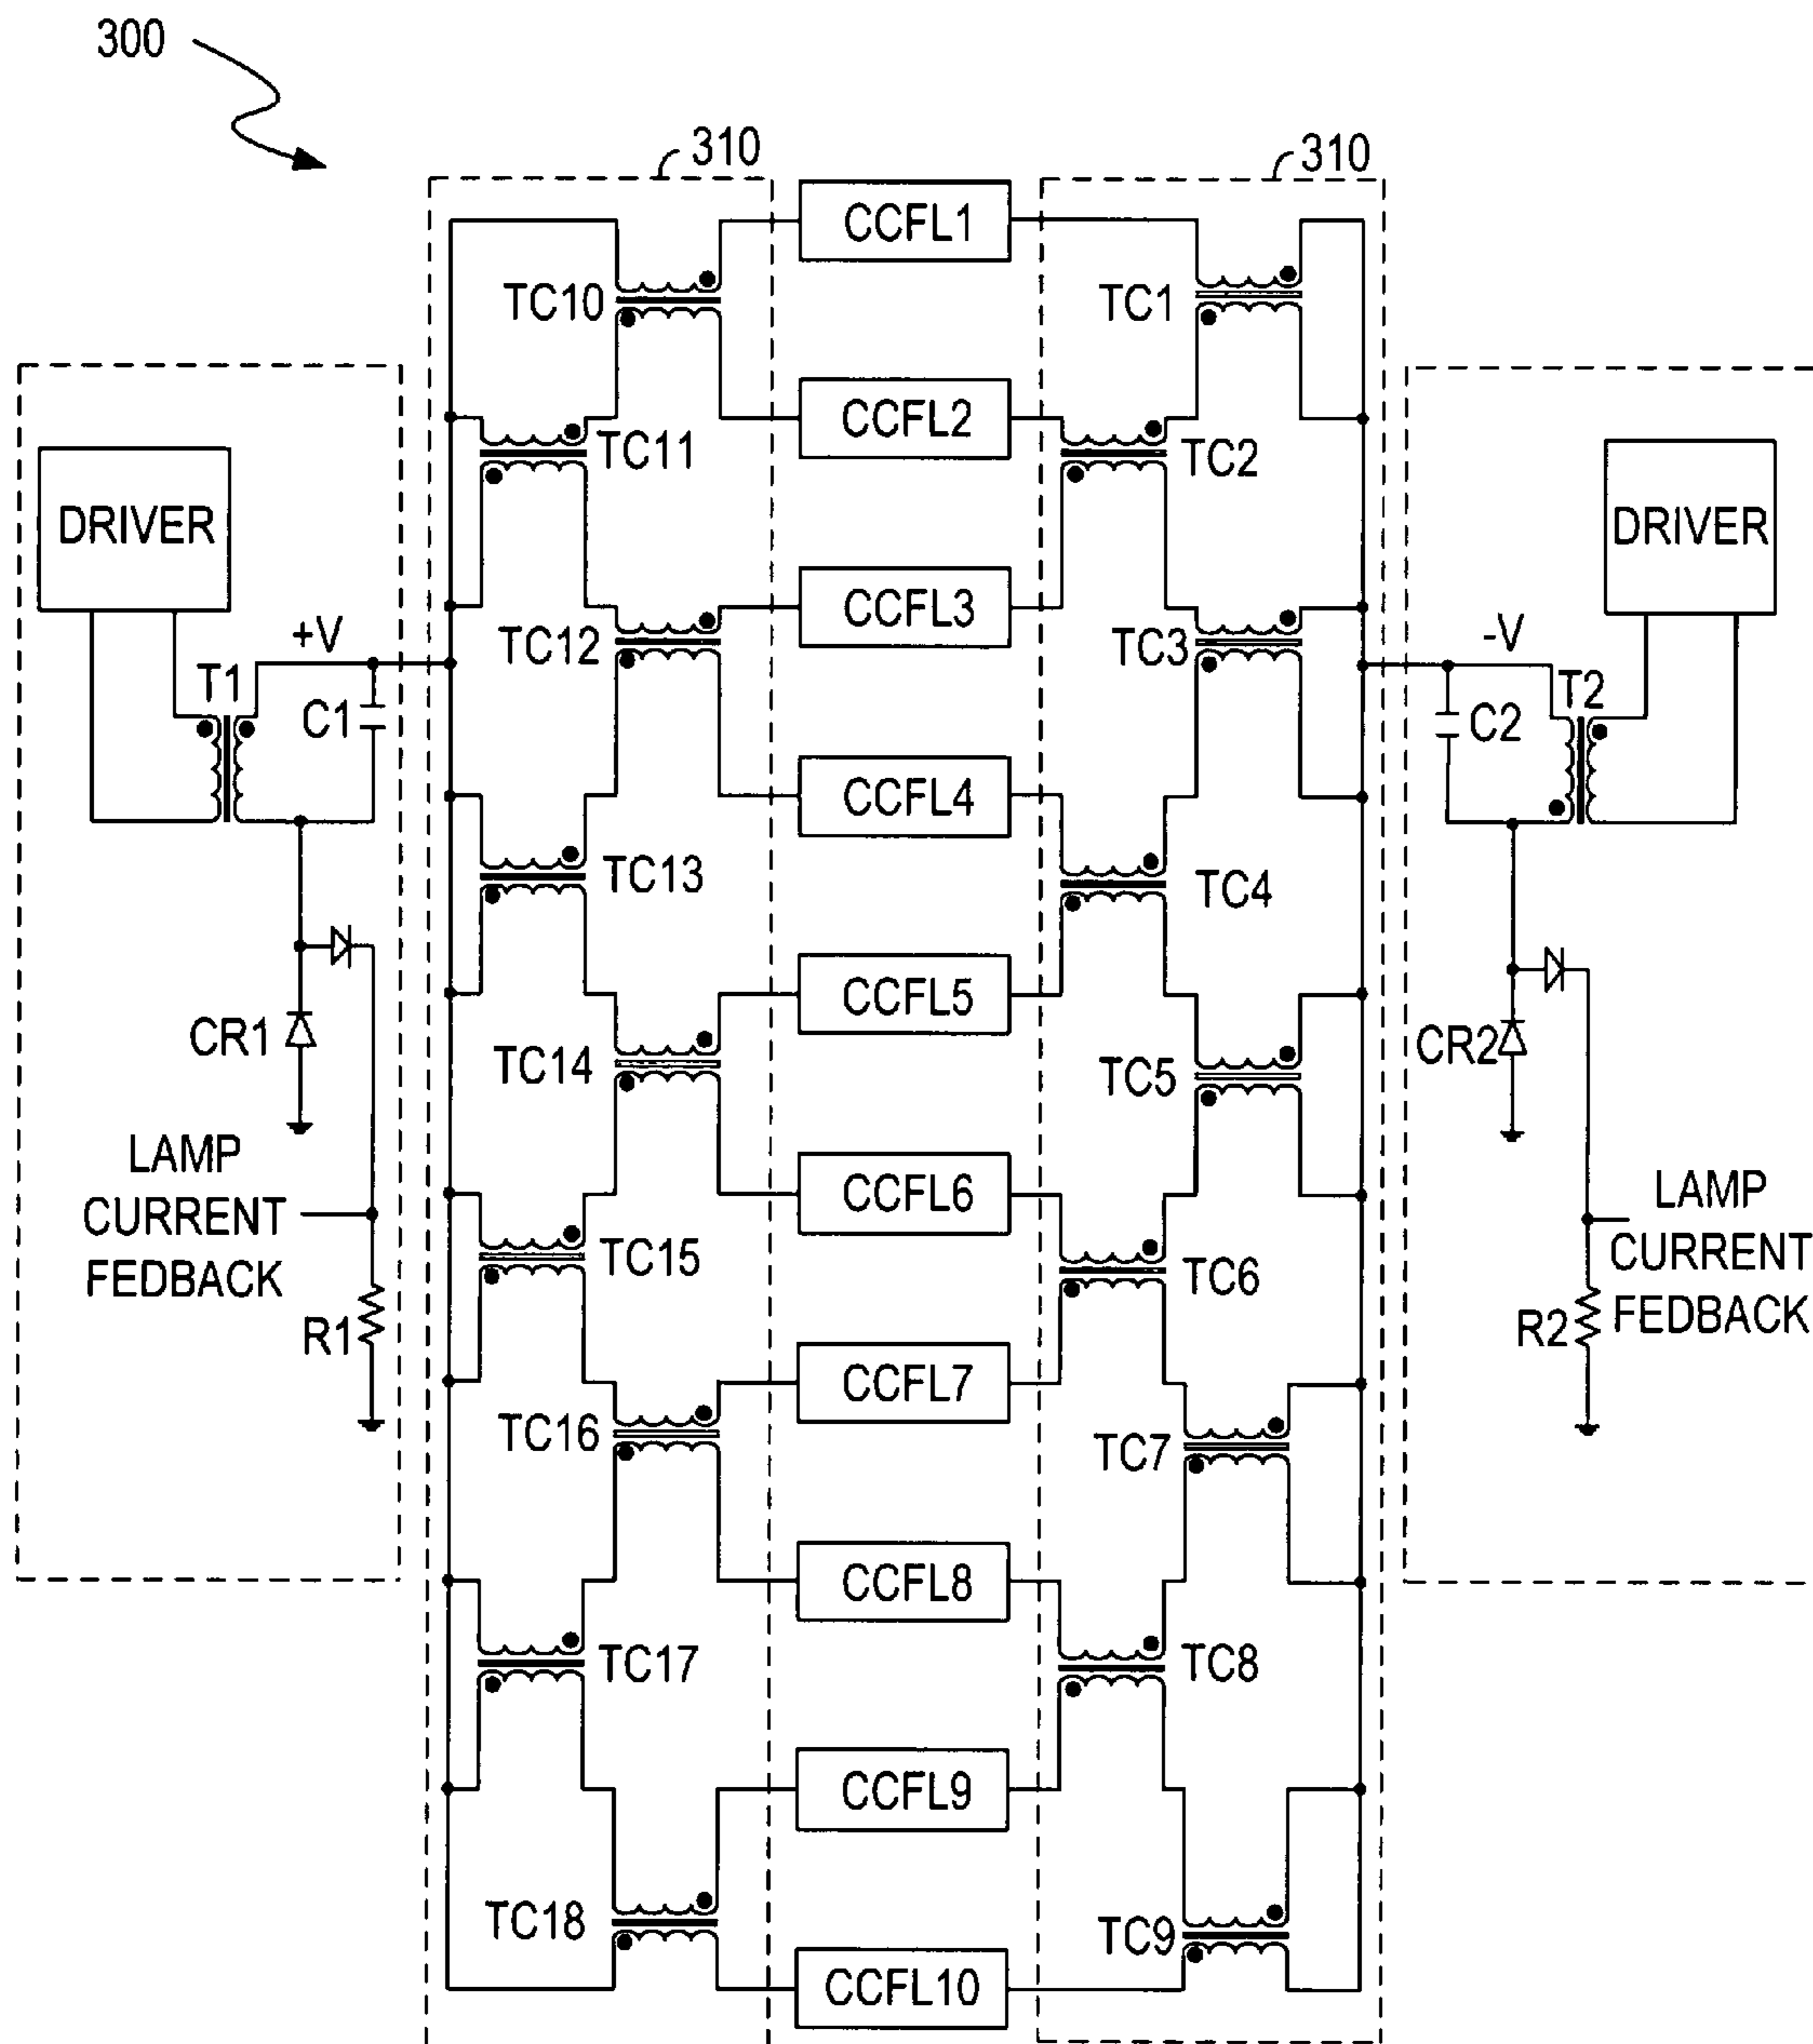 300
310
310
CCFL1
TC10
TC1
CCFL2
TC11
TC2
DRIVER
DRIVER
CCFL3
+V
TC12
TC3
-V
T1
C1
T2
C2
CCFL4
TC13
TC4
CCFL5
CR1
TC14
CR2
TC5
LAMP
CURRENT
FEDBACK
CCFL6
LAMP
CURRENT
FEDBACK
TC15
TC6
R1
R2
CCFL7
TC16
TC7
CCFL8
TC17
TC8
CCFL9
TC18
TC9
CCFL10